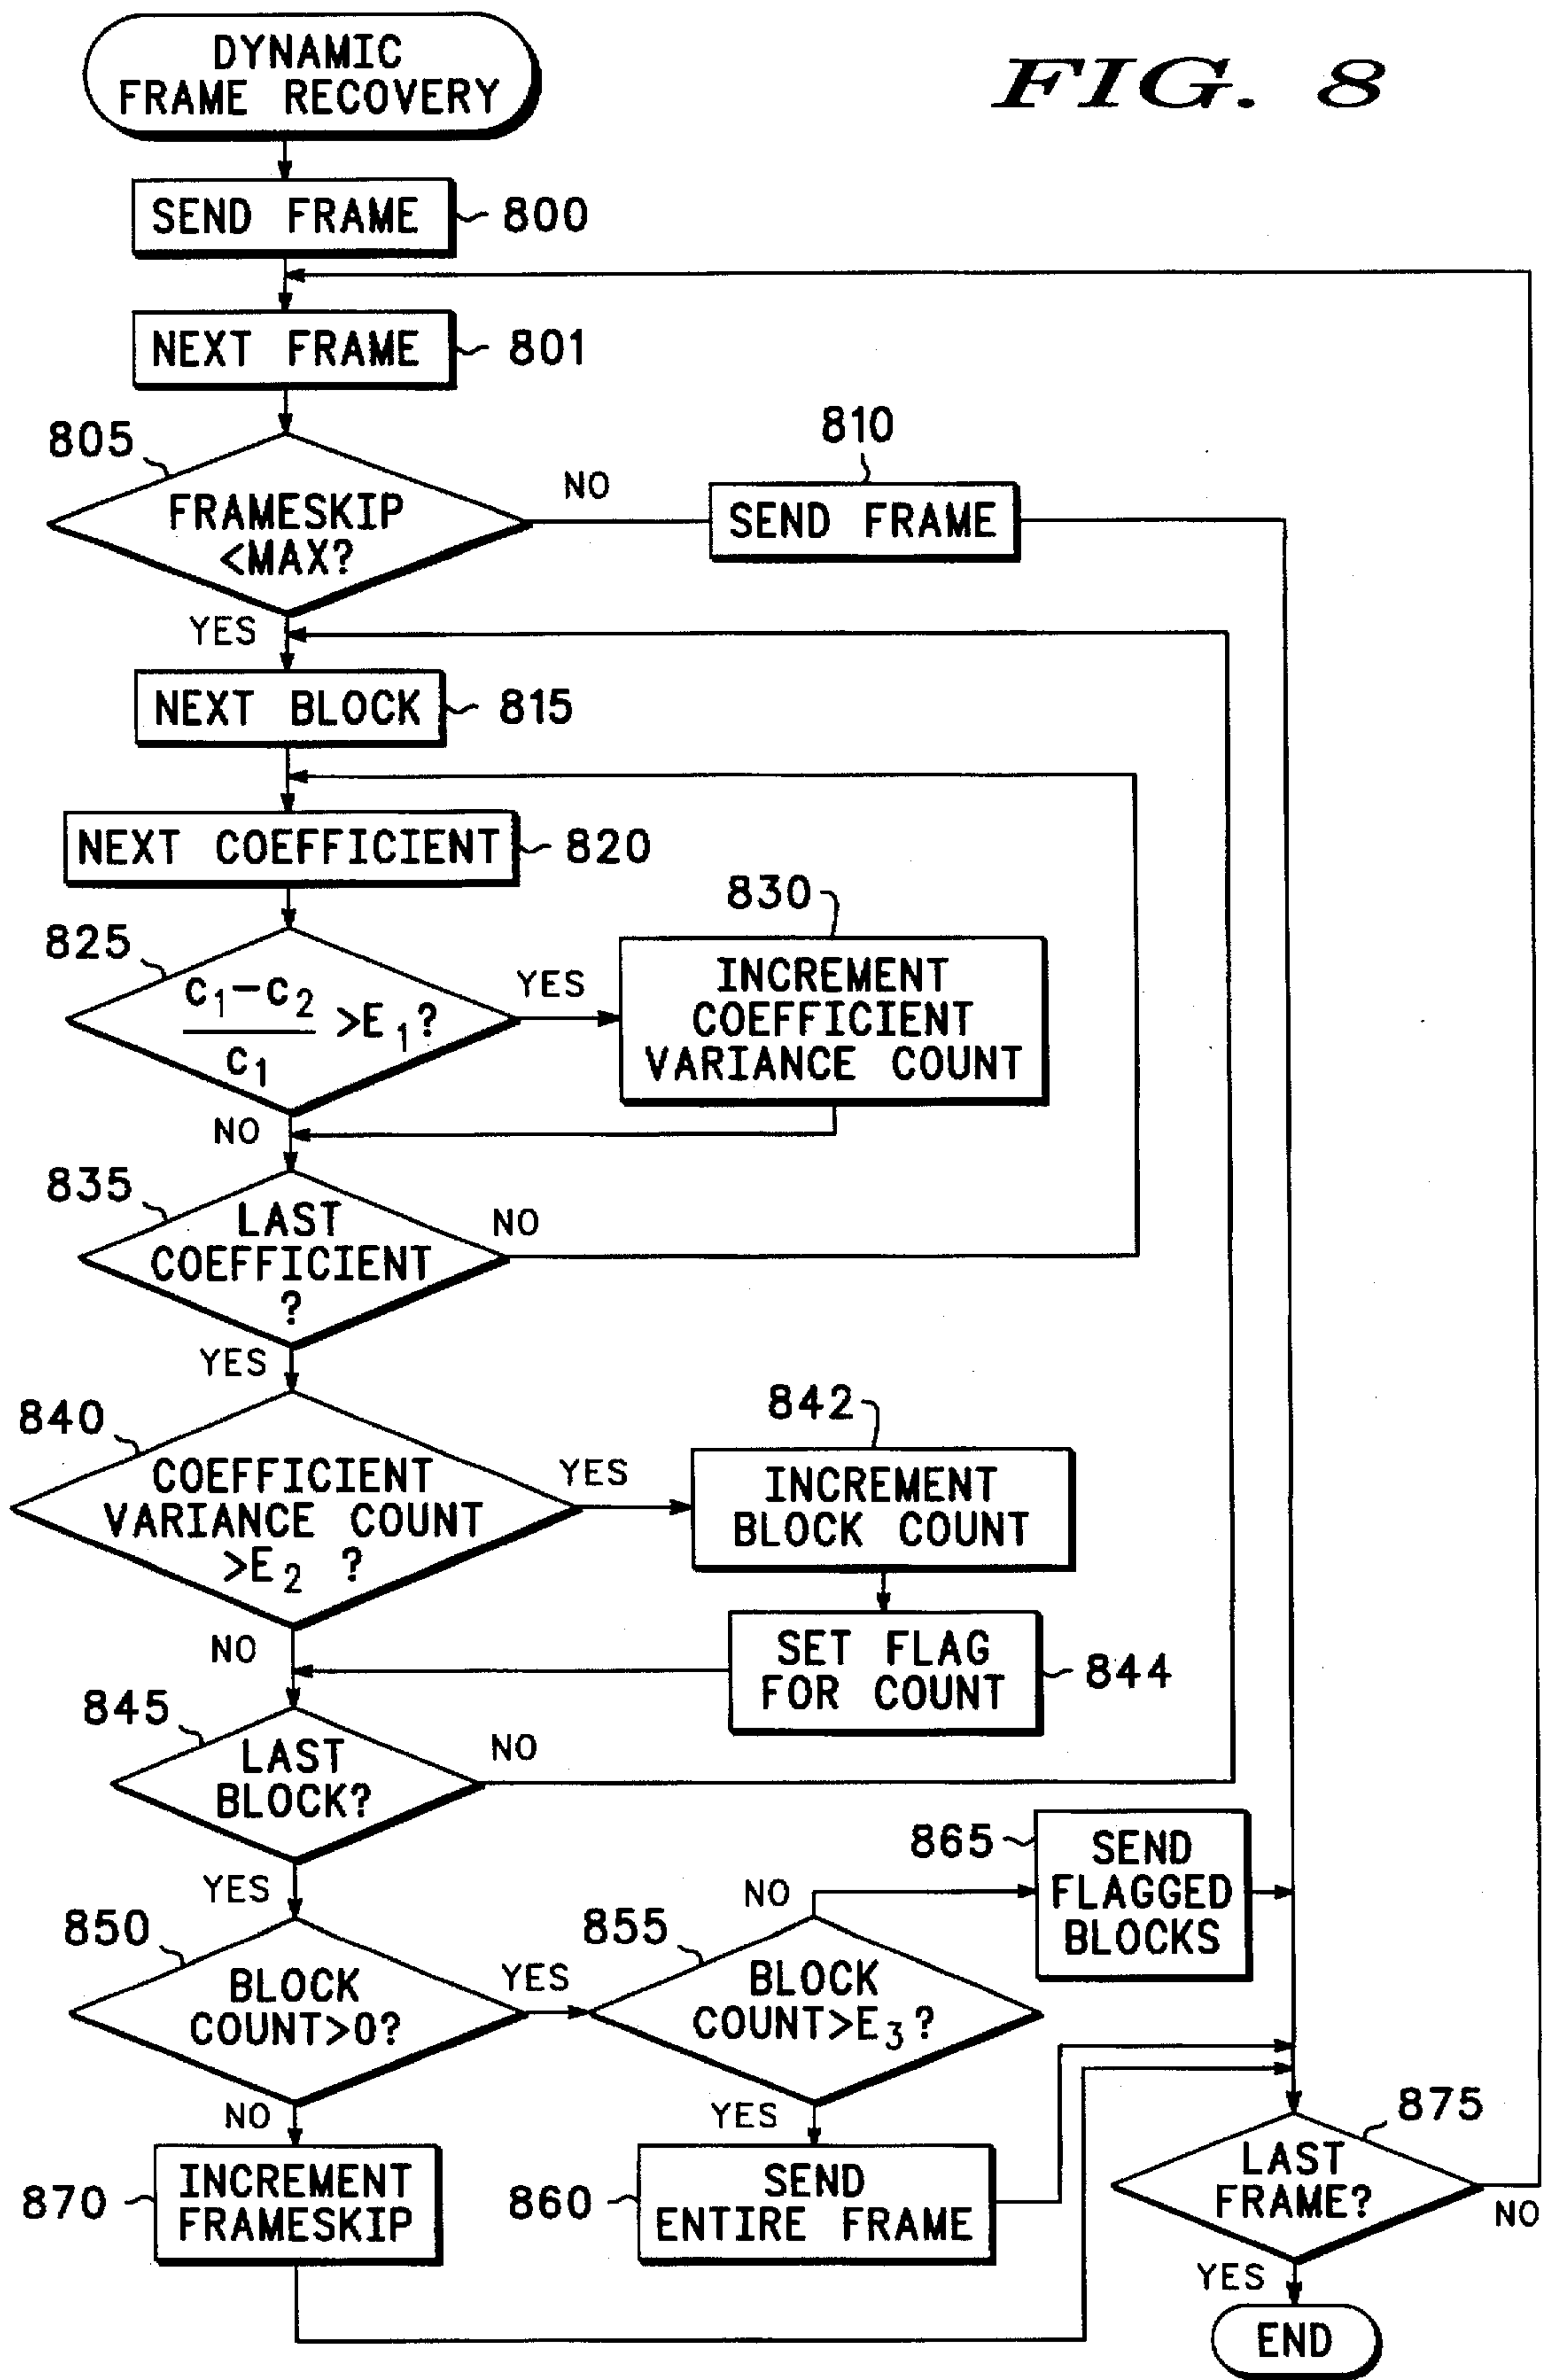 DYNAMIC
FRAME RECOVERY
FIG. 8
SEND FRAME
800
NEXT FRAME
801
805
FRAMESKIP
<MAX?
NO
810
SEND FRAME
YES
NEXT BLOCK
815
NEXT COEFFICIENT
820
825
C1-C2
C1
>E1?
YES
830
INCREMENT
COEFFICIENT
VARIANCE COUNT
NO
835
LAST
COEFFICIENT
?
NO
YES
840
COEFFICIENT
VARIANCE COUNT
>E2 ?
YES
842
INCREMENT
BLOCK COUNT
SET FLAG
FOR COUNT
844
NO
845
LAST
BLOCK?
NO
YES
850
BLOCK
COUNT>0?
YES
855
BLOCK
COUNT>E3?
NO
865
SEND
FLAGGED
BLOCKS
NO
870
INCREMENT
FRAMESKIP
YES
860
SEND
ENTIRE FRAME
875
LAST
FRAME?
NO
YES
END